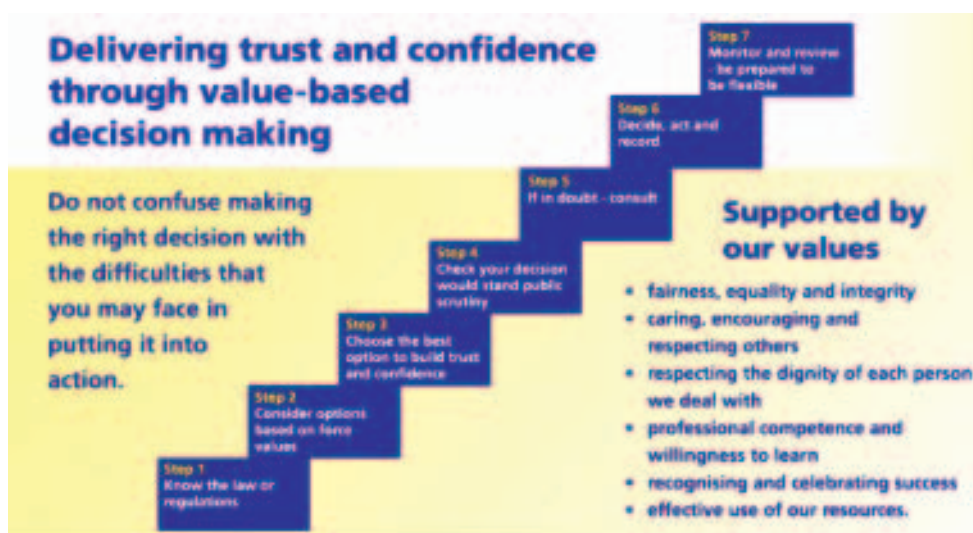 Delivering trust and confidence
through value-based
decision making
Do not confuse making
the right decision with
the difficulties that
you may face in
putting it into
action.
Step 1
Know the law or
regulations
Step 2
Consider options
based on force
values
Step 3
Choose the best
option to build trust
and confidence
Step 4
Check your decision
would stand public
scrutiny
Step 5
If in doubt - consult
Step 6
Decide, act and
record
Step 7
Monitor and review
- be prepared to
be flexible
Supported by
our values
• fairness, equality and integrity
• caring, encouraging and
respecting others
• respecting the dignity of each person
we deal with
• professional competence and
willingness to learn
• recognising and celebrating success
• effective use of our resources.